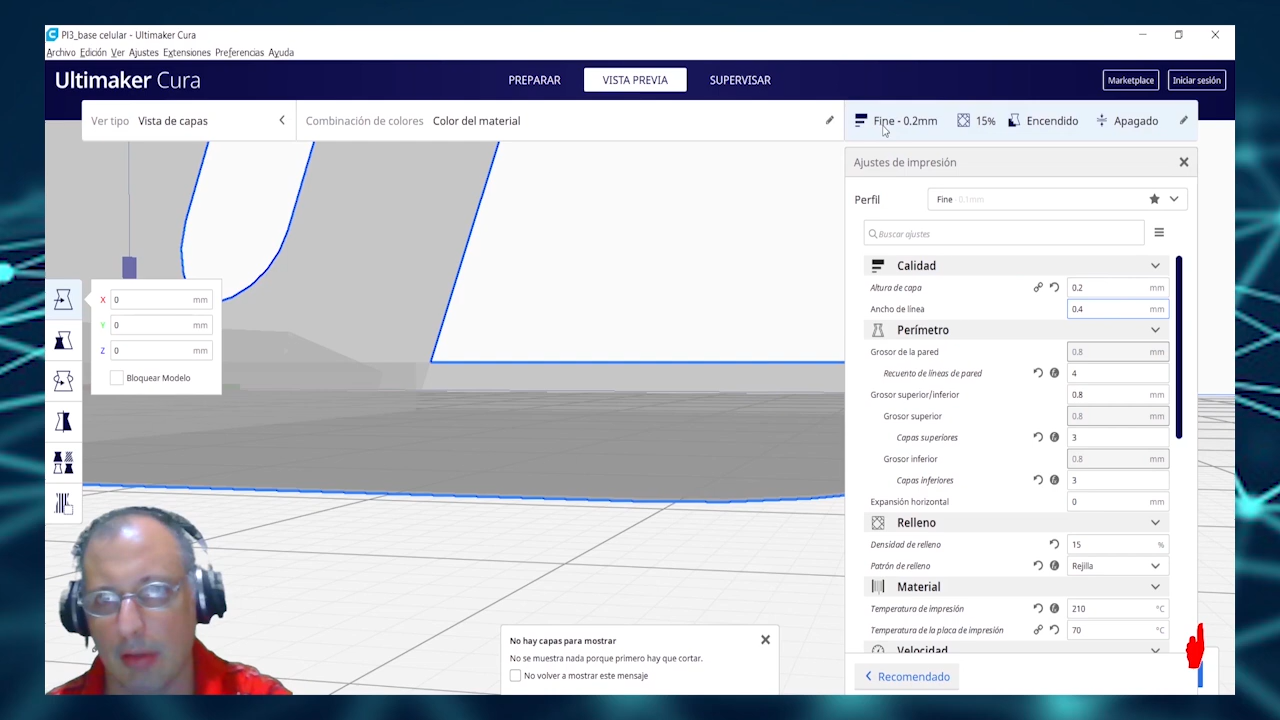 PI3_base celular - Ultimaker Cura
Archivo Edición Ver Ajustes Extensiones Preferencias Ayuda
Ultimaker Cura
PREPARAR
VISTA PREVIA
SUPERVISAR
Marketplace
Iniciar sesión
Ver tipo Vista de capas
Combinación de colores Color del material
Fine - 0.2mm
15%
Encendido
Apagado
Ajustes de impresión
Perfil
Fine - 0.1mm
Buscar ajustes
Calidad
Altura de capa 0.2 mm
Ancho de línea 0.4 mm
Perímetro
Grosor de la pared 0.8 mm
Recuento de líneas de pared 4
Grosor superior/inferior 0.8 mm
Grosor superior 0.8 mm
Capas superiores 3
Grosor inferior 0.8 mm
Capas inferiores 3
Expansión horizontal 0 mm
Relleno
Densidad de relleno 15 %
Patrón de relleno Rejilla
Material
Temperatura de impresión 210 °C
Temperatura de la placa de impresión 70 °C
Velocidad
Recomendado
X 0 mm
Y 0 mm
Z 0 mm
Bloquear Modelo
No hay capas para mostrar
No se muestra nada porque primero hay que cortar.
No volver a mostrar este mensaje